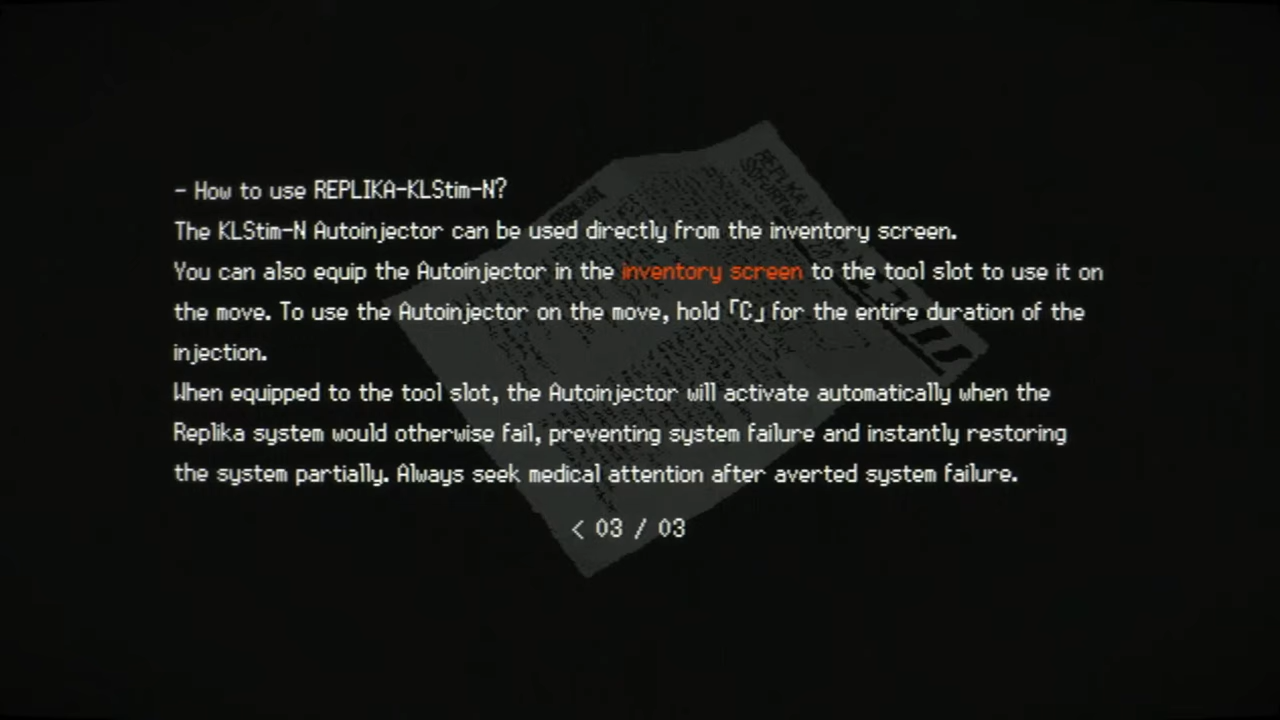 - How to use REPLIKA-KLStim-N?
The KLStim-N Autoinjector can be used directly from the inventory screen.
You can also equip the Autoinjector in the inventory screen to the tool slot to use it on
the move. To use the Autoinjector on the move, hold「C」for the entire duration of the
injection.
When equipped to the tool slot, the Autoinjector will activate automatically when the
Replika system would otherwise fail, preventing system failure and instantly restoring
the system partially. Always seek medical attention after averted system failure.
< 03 / 03